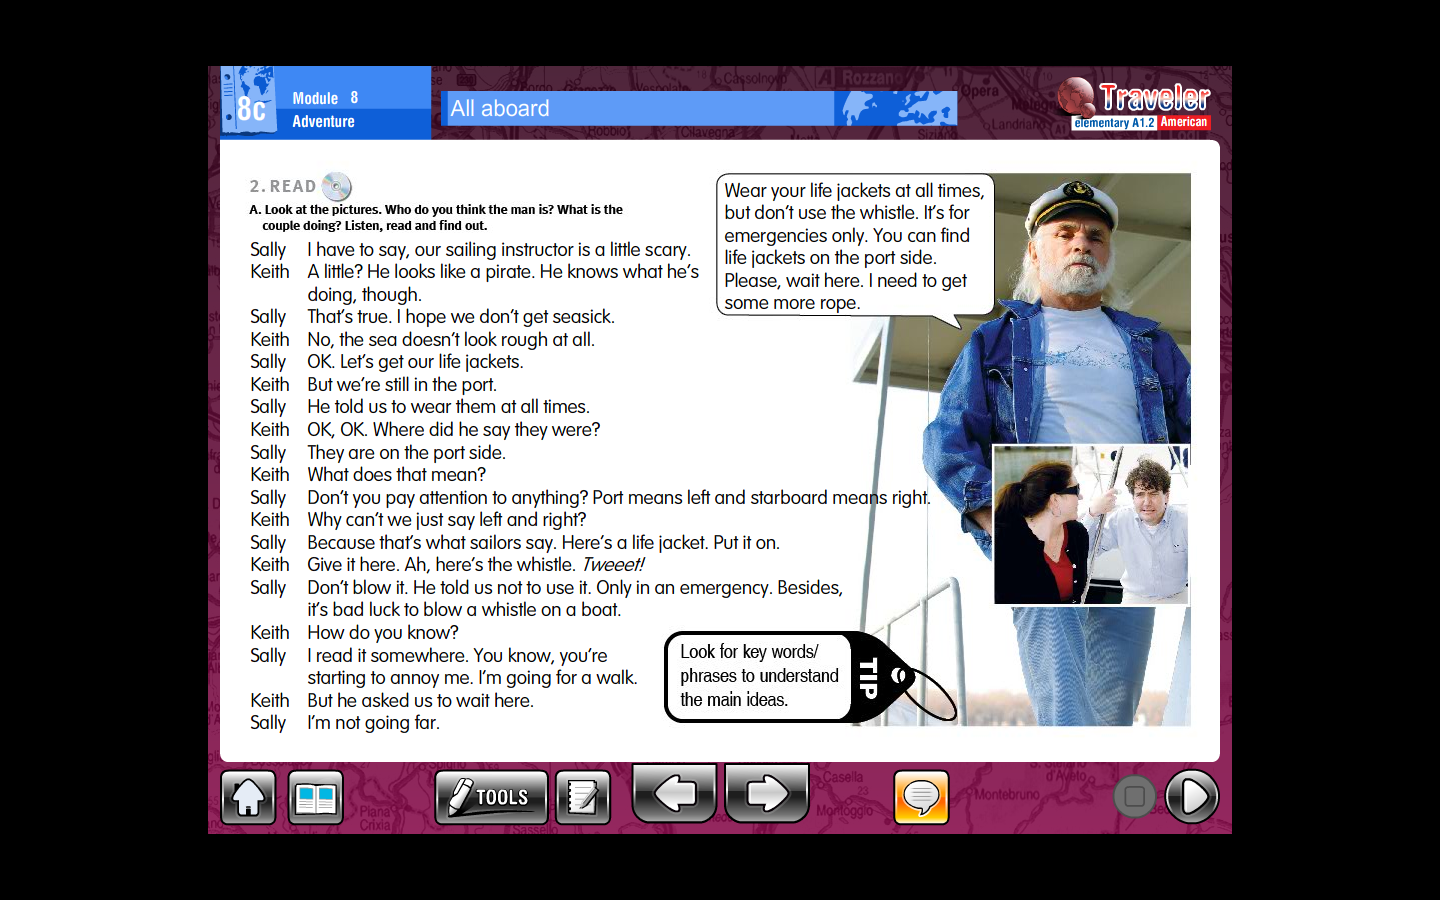 8c
Module 8
Adventure
All aboard
Traveler
elementary A1.2 American
2. READ
A. Look at the pictures. Who do you think the man is? What is the
couple doing? Listen, read and find out.
Sally I have to say, our sailing instructor is a little scary.
Keith A little? He looks like a pirate. He knows what he's
doing, though.
Sally That's true. I hope we don't get seasick.
Keith No, the sea doesn't look rough at all.
Sally OK. Let's get our life jackets.
Keith But we're still in the port.
Sally He told us to wear them at all times.
Keith OK, OK. Where did he say they were?
Sally They are on the port side.
Keith What does that mean?
Sally Don't you pay attention to anything? Port means left and starboard means right.
Keith Why can't we just say left and right?
Sally Because that's what sailors say. Here's a life jacket. Put it on.
Keith Give it here. Ah, here's the whistle. Tweeet!
Sally Don't blow it. He told us not to use it. Only in an emergency. Besides,
it's bad luck to blow a whistle on a boat.
Keith How do you know?
Sally I read it somewhere. You know, you're
starting to annoy me. I'm going for a walk.
Keith But he asked us to wait here.
Sally I'm not going far.
Wear your life jackets at all times,
but don't use the whistle. It's for
emergencies only. You can find
life jackets on the port side.
Please, wait here. I need to get
some more rope.
Look for key words/
phrases to understand
the main ideas.
TIP
TOOLS
Casella
Montoggio
Montebruno
Piana
Crixia
Sassello
Rozzano
Cassolnovo